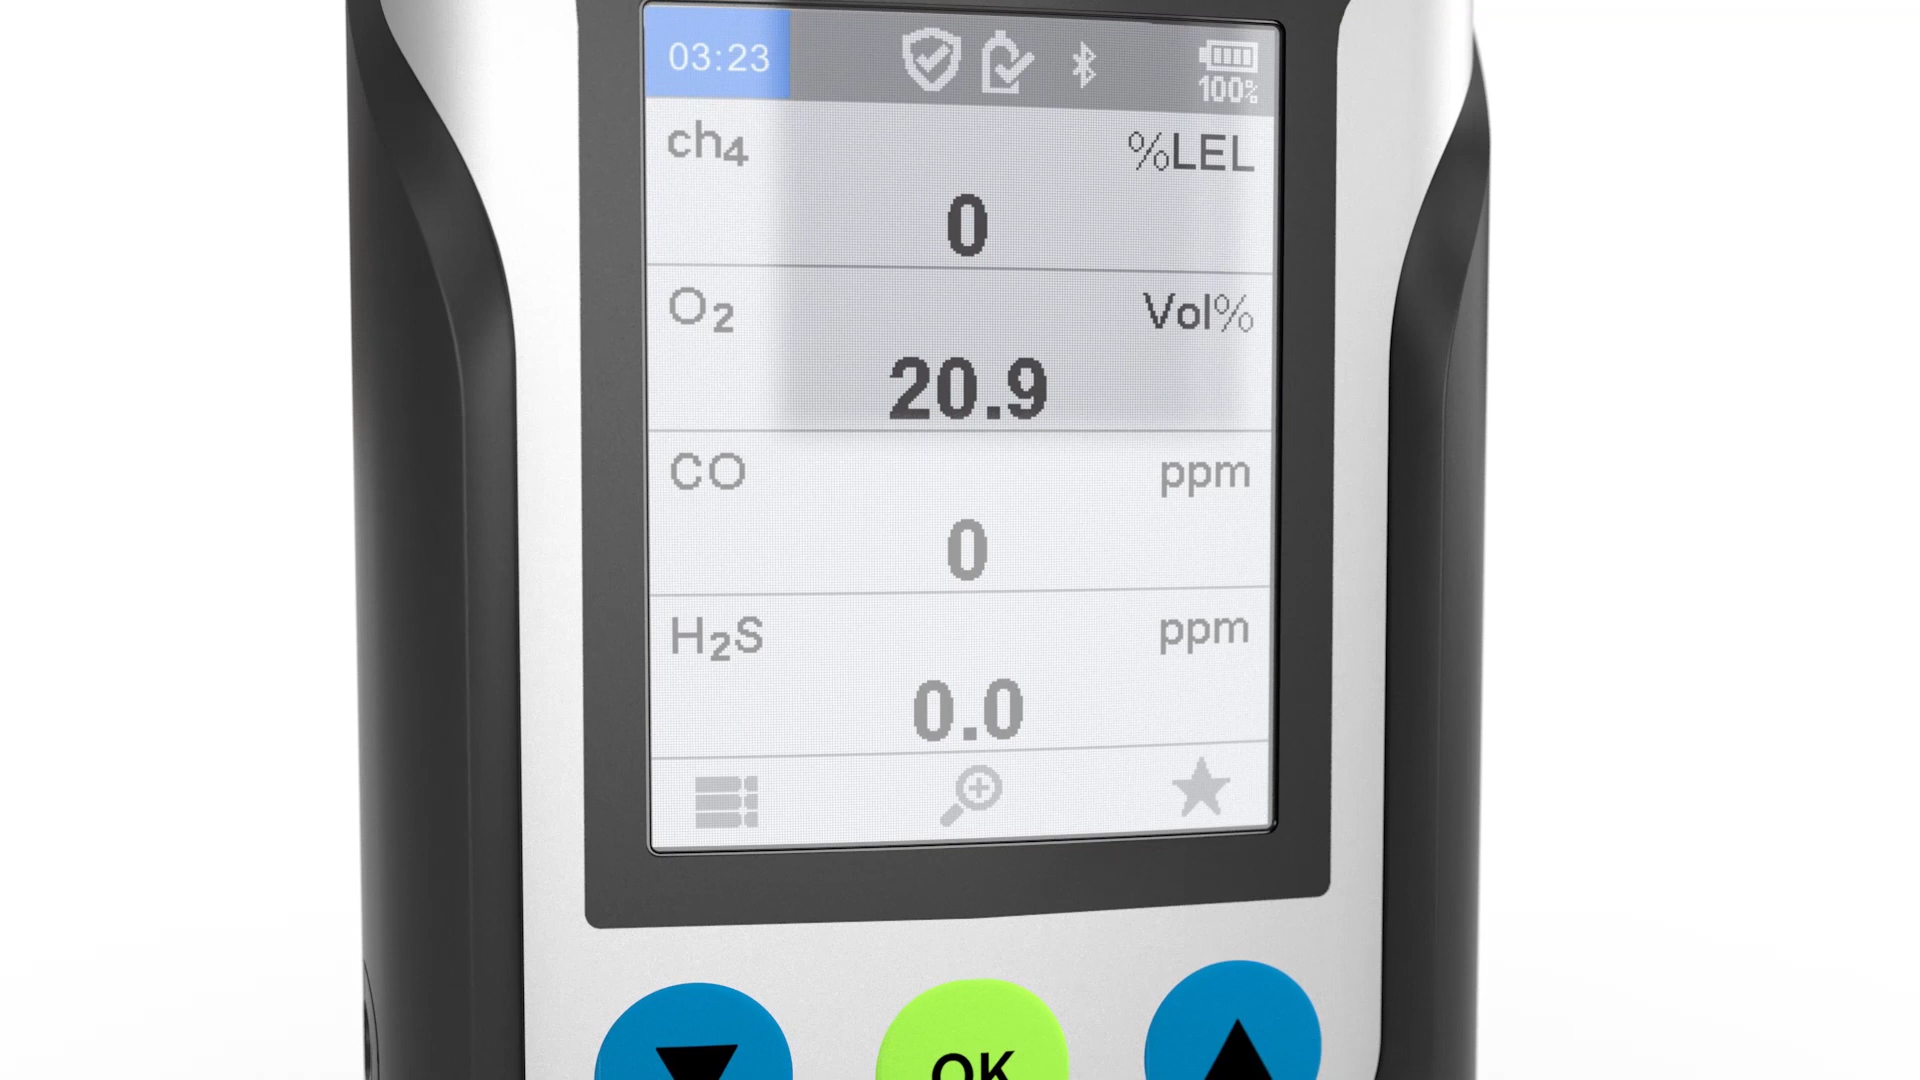 03:23
100%
ch₄ %LEL
0
O₂ Vol%
20.9
CO ppm
0
H₂S ppm
0.0
OK